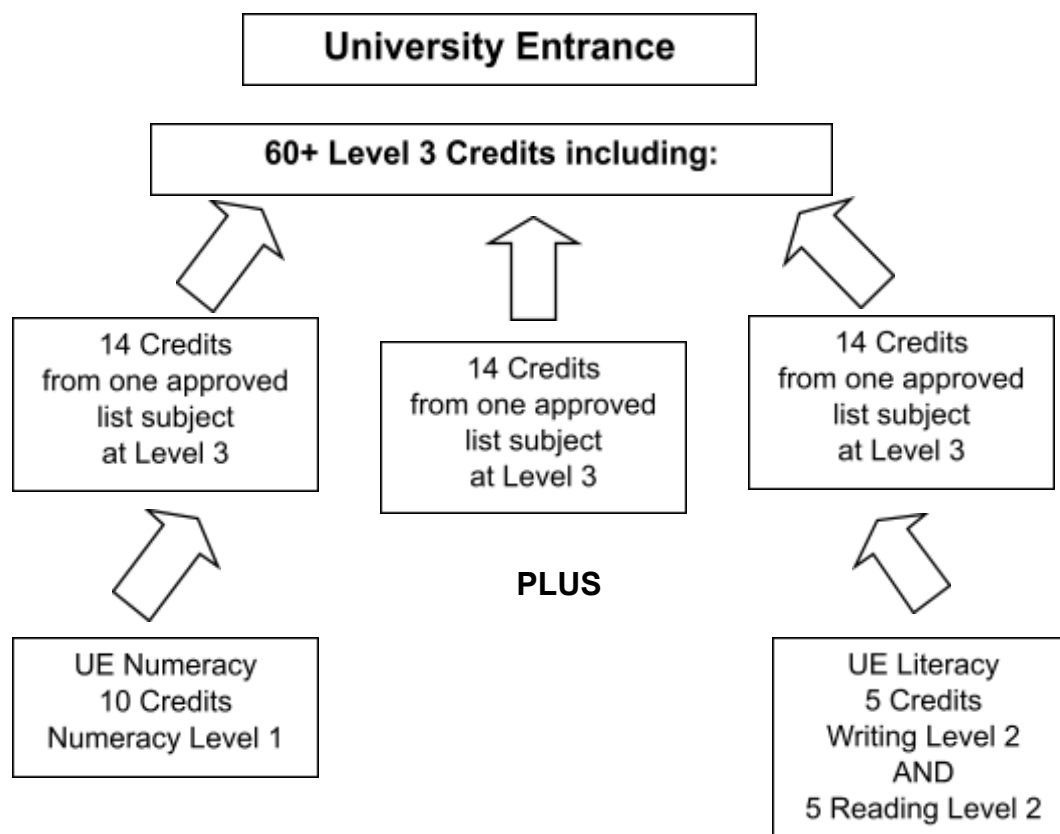 University Entrance
60+ Level 3 Credits including:
14 Credits
from one approved
list subject
at Level 3
14 Credits
from one approved
list subject
at Level 3
14 Credits
from one approved
list subject
at Level 3
PLUS
UE Numeracy
10 Credits
Numeracy Level 1
UE Literacy
5 Credits
Writing Level 2
AND
5 Reading Level 2